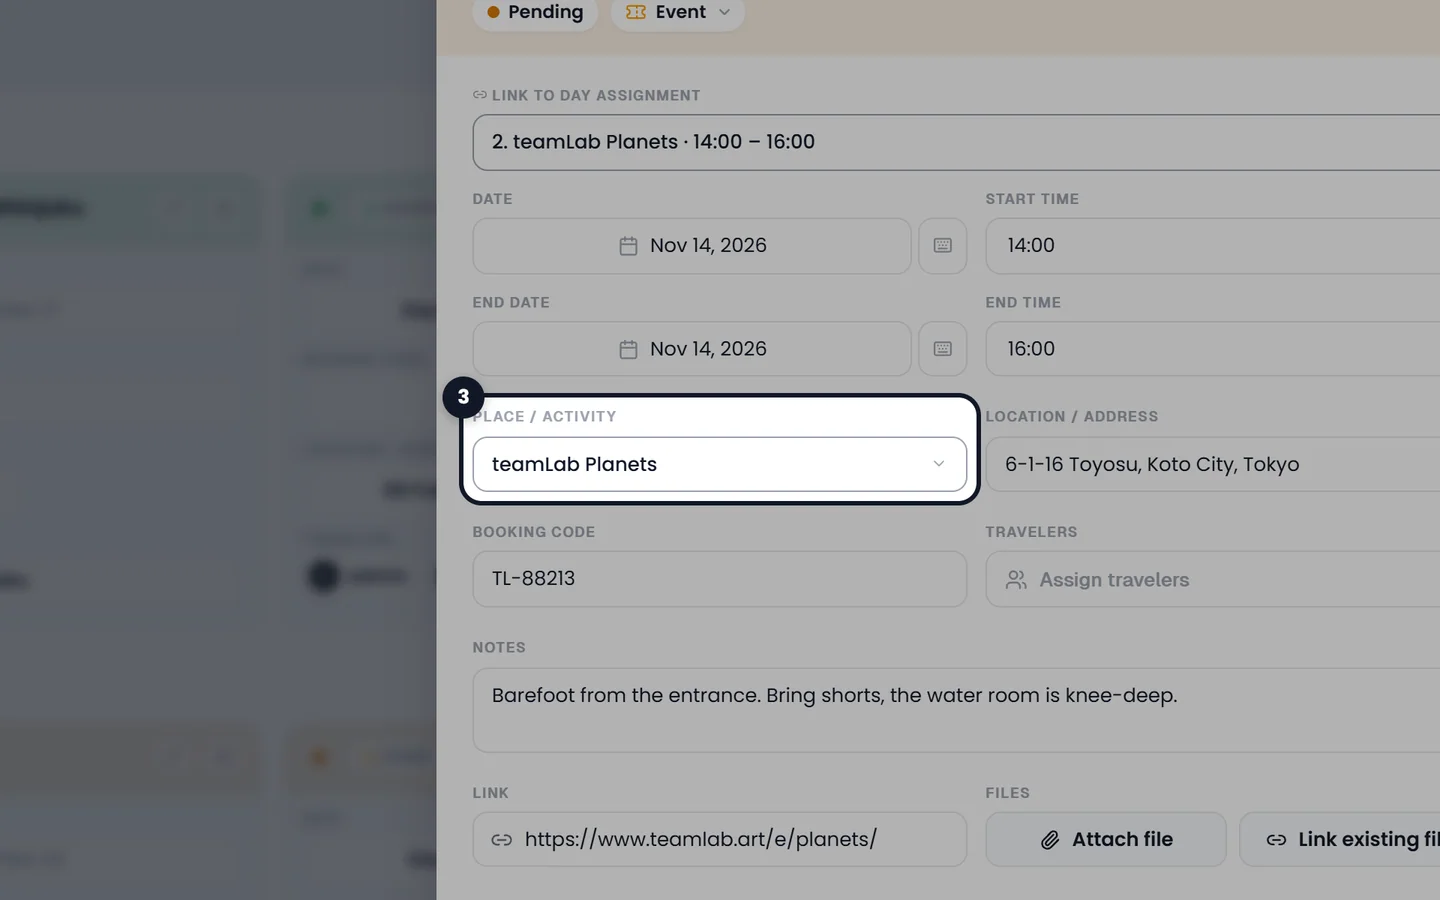 Pending
Event
LINK TO DAY ASSIGNMENT
2. teamLab Planets · 14:00 – 16:00
DATE
START TIME
Nov 14, 2026
14:00
END DATE
END TIME
Nov 14, 2026
16:00
3
PLACE / ACTIVITY
LOCATION / ADDRESS
teamLab Planets
6-1-16 Toyosu, Koto City, Tokyo
BOOKING CODE
TRAVELERS
TL-88213
Assign travelers
NOTES
Barefoot from the entrance. Bring shorts, the water room is knee-deep.
LINK
FILES
https://www.teamlab.art/e/planets/
Attach file
Link existing